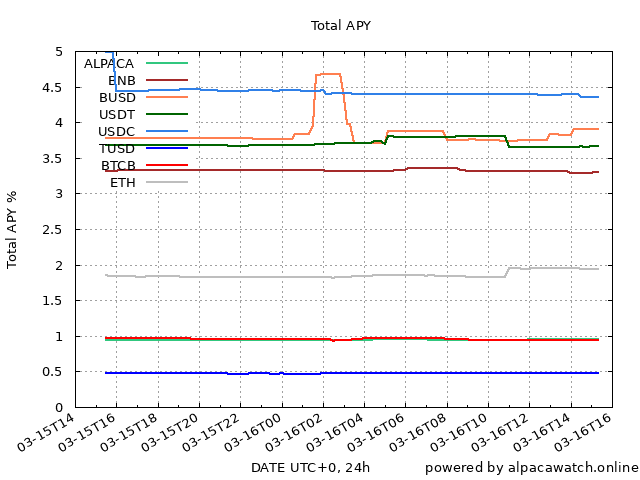 Total APY
Total APY %
5
4.5
4
3.5
3
2.5
2
1.5
1
0.5
0
ALPACA
BNB
BUSD
USDT
USDC
TUSD
BTCB
ETH
03-15T14
03-15T16
03-15T18
03-15T20
03-15T22
03-16T00
03-16T02
03-16T04
03-16T06
03-16T08
03-16T10
03-16T12
03-16T14
03-16T16
DATE UTC+0, 24h
powered by alpacawatch.online